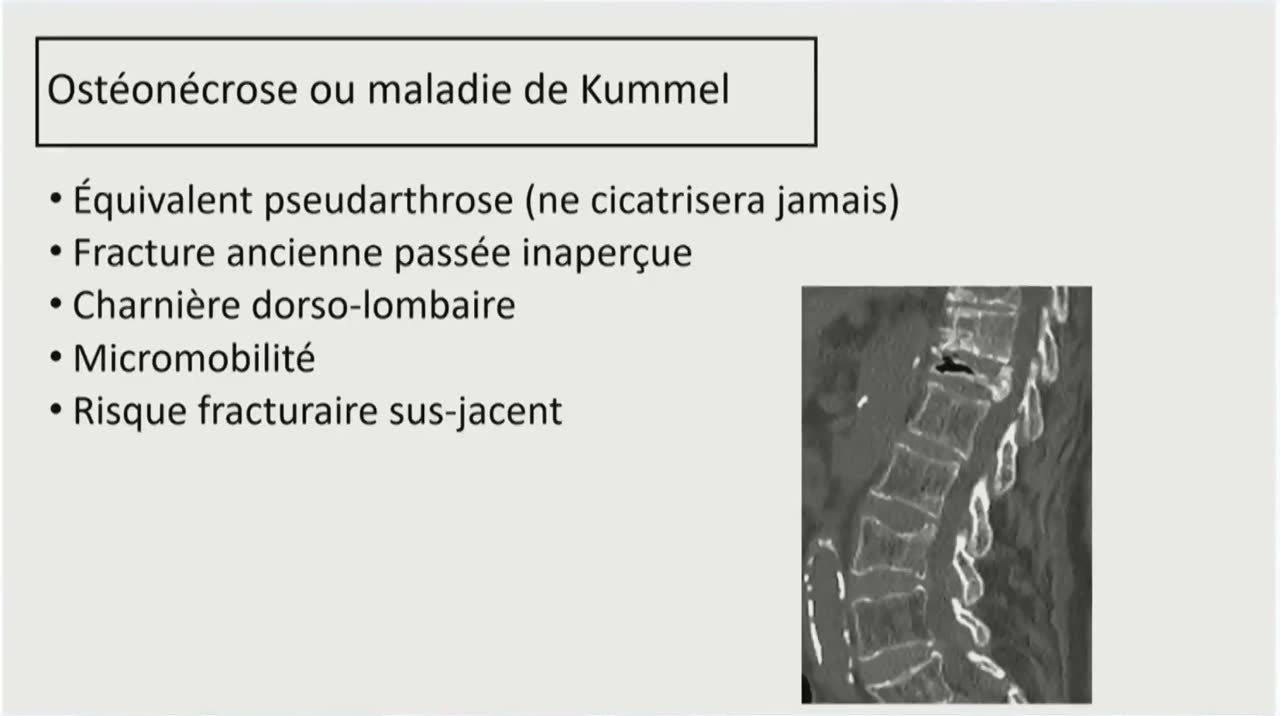 Ostéonécrose ou maladie de Kummel
• Équivalent pseudarthrose (ne cicatrisera jamais)
• Fracture ancienne passée inaperçue
• Charnière dorso-lombaire
• Micromobilité
• Risque fracturaire sus-jacent